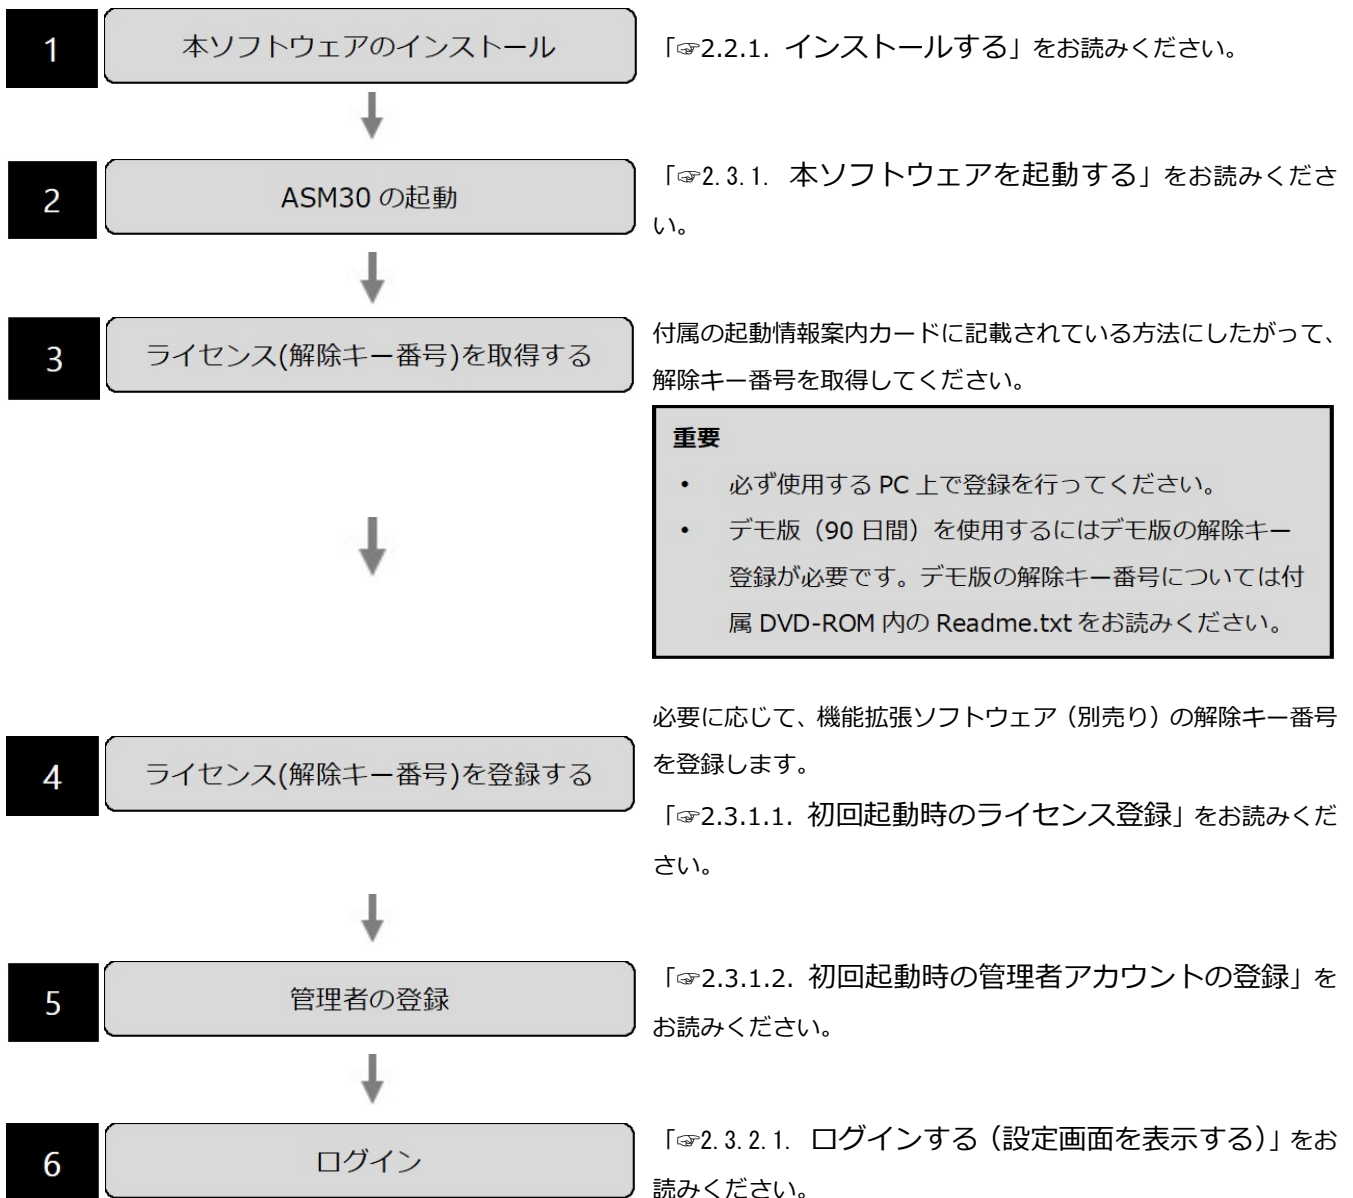 1
本ソフトウェアのインストール
「☞2.2.1. インストールする」をお読みください。
2
ASM30 の起動
「☞2.3.1. 本ソフトウェアを起動する」をお読みくださ
い。
3
ライセンス(解除キー番号)を取得する
付属の起動情報案内カードに記載されている方法にしたがって、
解除キー番号を取得してください。
重要
• 必ず使用する PC 上で登録を行ってください。
• デモ版（90 日間）を使用するにはデモ版の解除キー
登録が必要です。デモ版の解除キー番号については付
属 DVD-ROM 内の Readme.txt をお読みください。
4
ライセンス(解除キー番号)を登録する
必要に応じて、機能拡張ソフトウェア（別売り）の解除キー番号
を登録します。
「☞2.3.1.1. 初回起動時のライセンス登録」をお読みくだ
さい。
5
管理者の登録
「☞2.3.1.2. 初回起動時の管理者アカウントの登録」を
お読みください。
6
ログイン
「☞2.3.2.1. ログインする（設定画面を表示する）」をお
読みください。